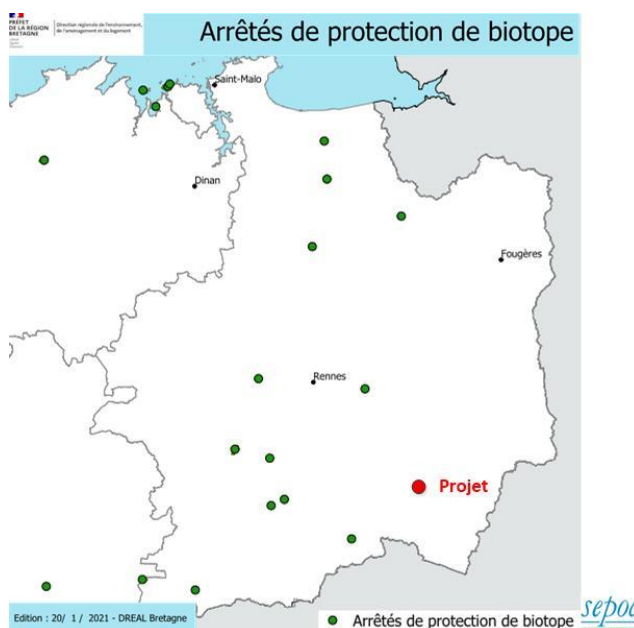 PRÉFET
DE LA RÉGION
BRETAGNE
Direction régionale de l'environnement,
de l'aménagement et du logement
Arrêtés de protection de biotope
Saint-Malo
Dinan
Fougères
Rennes
Projet
Edition : 20/ 1 / 2021 - DREAL Bretagne
Arrêtés de protection de biotope